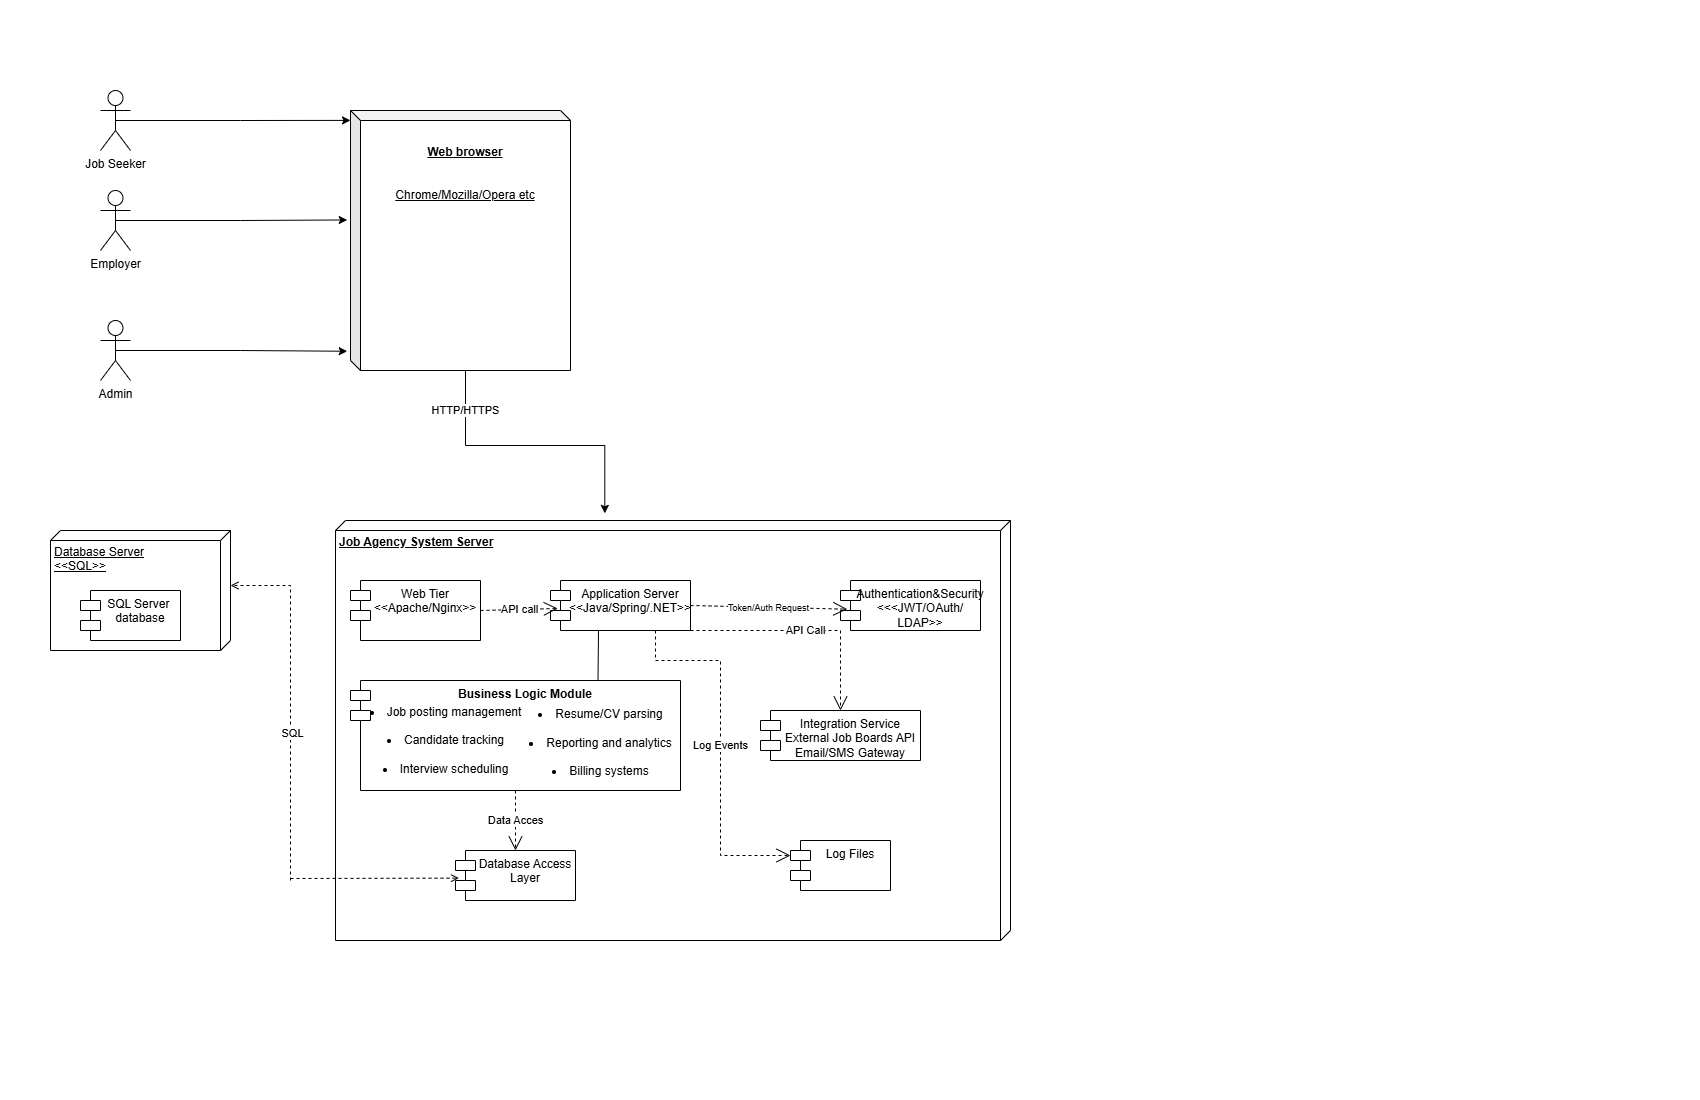 Job Seeker
Employer
Admin
Web browser
Chrome/Mozilla/Opera etc
HTTP/HTTPS
Database Server
<<SQL>>
SQL Server
database
SQL
Job Agency System Server
Web Tier
<<Apache/Nginx>>
API call
Application Server
<<Java/Spring/.NET>>
Token/Auth Request
Authentication&Security
<<<JWT/OAuth/
LDAP>>
API Call
Business Logic Module
Job posting management
Candidate tracking
Interview scheduling
Resume/CV parsing
Reporting and analytics
Billing systems
Log Events
Integration Service
External Job Boards API
Email/SMS Gateway
Data Acces
Database Access
Layer
Log Files